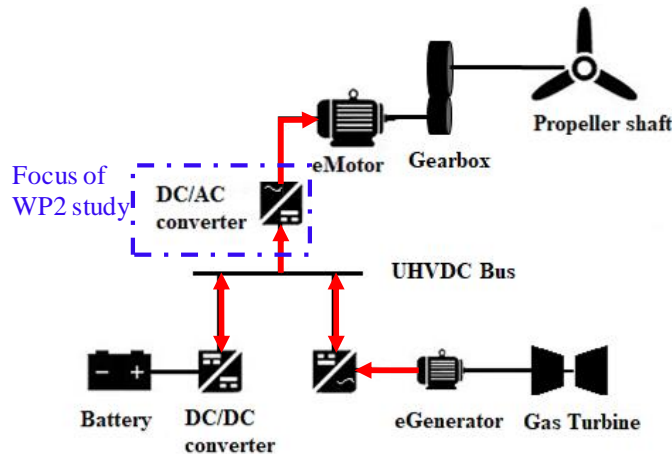 Propeller shaft
Gearbox
eMotor
Focus of
WP2 study
DC/AC
converter
UHVDC Bus
Battery
DC/DC
converter
eGenerator
Gas Turbine